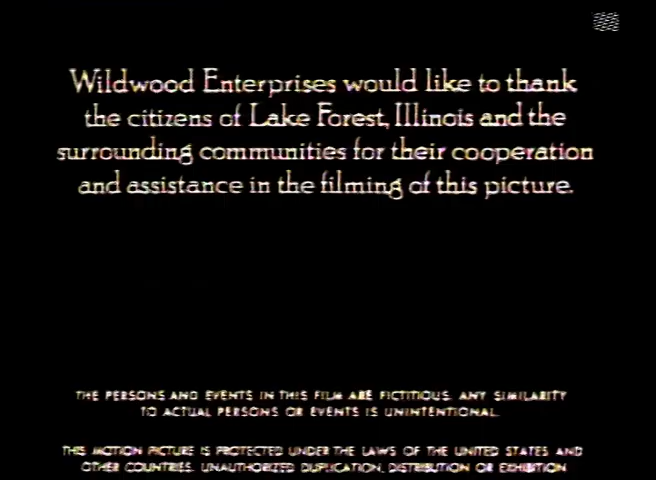 Wildwood Enterprises would like to thank
the citizens of Lake Forest, Illinois and the
surrounding communities for their cooperation
and assistance in the filming of this picture.
THE PERSONS AND EVENTS IN THIS FILM ARE FICTITIOUS. ANY SIMILARITY
TO ACTUAL PERSONS OR EVENTS IS UNINTENTIONAL.
THIS MOTION PICTURE IS PROTECTED UNDER THE LAWS OF THE UNITED STATES AND
OTHER COUNTRIES. UNAUTHORIZED DUPLICATION, DISTRIBUTION OR EXHIBITION